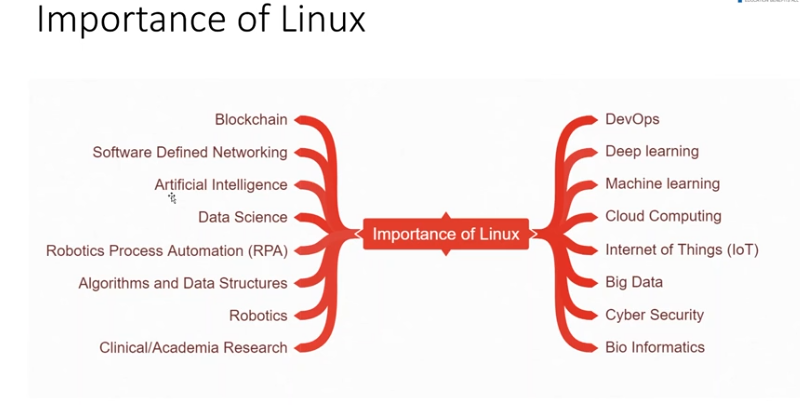 Importance of Linux
Blockchain
Software Defined Networking
Artificial Intelligence
Data Science
Robotics Process Automation (RPA)
Algorithms and Data Structures
Robotics
Clinical/Academia Research
Importance of Linux
DevOps
Deep learning
Machine learning
Cloud Computing
Internet of Things (IoT)
Big Data
Cyber Security
Bio Informatics